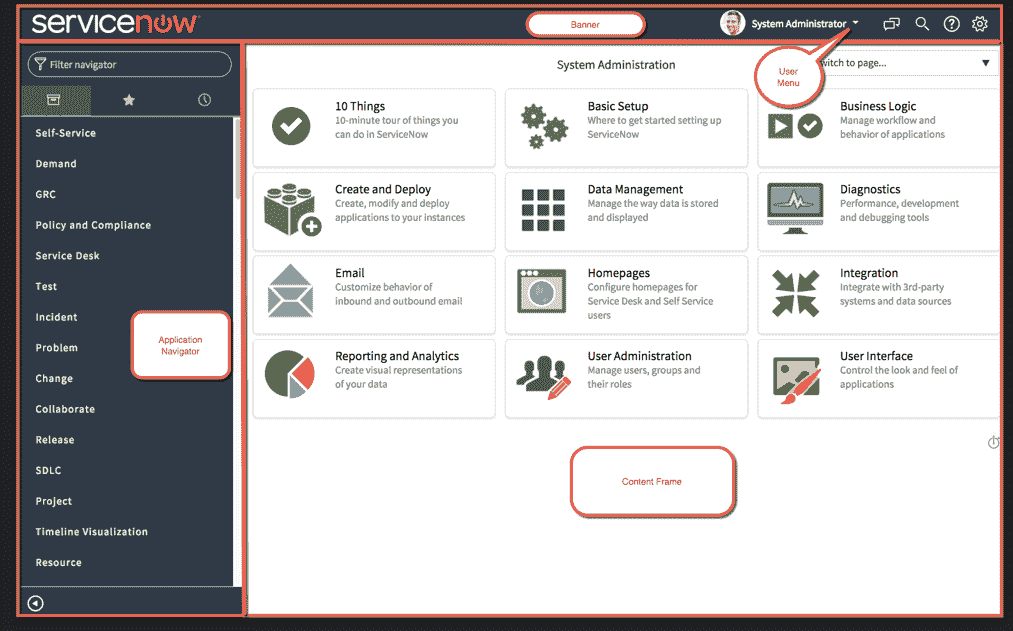 servicenow
Banner
System Administrator
Filter navigator
System Administration
User
Menu
witch to page...
Self-Service
Demand
GRC
Policy and Compliance
Service Desk
Test
Incident
Problem
Change
Collaborate
Release
SDLC
Project
Timeline Visualization
Resource
Application
Navigator
10 Things
10-minute tour of things you
can do in ServiceNow
Basic Setup
Where to get started setting up
ServiceNow
Business Logic
Manage workflow and
behavior of applications
Create and Deploy
Create, modify and deploy
applications to your instances
Data Management
Manage the way data is stored
and displayed
Diagnostics
Performance, development
and debugging tools
Email
Customize behavior of
inbound and outbound email
Homepages
Configure homepages for
Service Desk and Self Service
users
Integration
Integrate with 3rd-party
systems and data sources
Reporting and Analytics
Create visual representations
of your data
User Administration
Manage users, groups and
their roles
User Interface
Control the look and feel of
applications
Content Frame